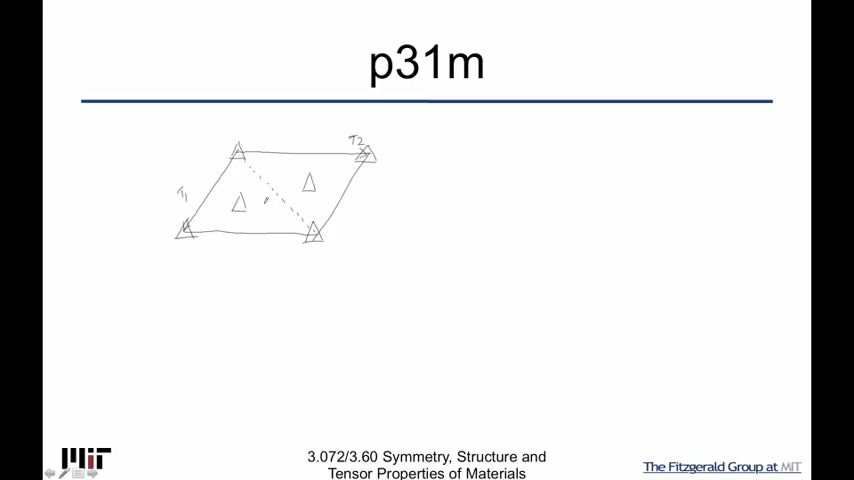 p31m
T2
T1
MIT
3.072/3.60 Symmetry, Structure and
Tensor Properties of Materials
The Fitzgerald Group at MIT